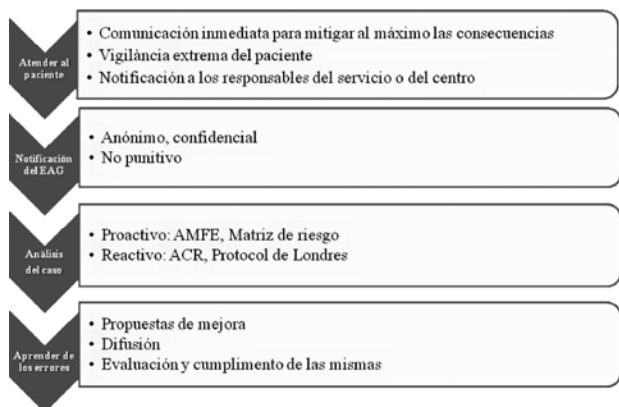 Atender al
paciente
• Comunicación inmediata para mitigar al máximo las consecuencias
• Vigilància extrema del paciente
• Notificación a los responsables del servicio o del centro
Notificación
del EAG
• Anónimo, confidencial
• No punitivo
Análisis
del caso
• Proactivo: AMFE, Matriz de riesgo
• Reactivo: ACR, Protocol de Londres
Aprender de
los errores
• Propuestas de mejora
• Difusión
• Evaluación y cumplimento de las mismas